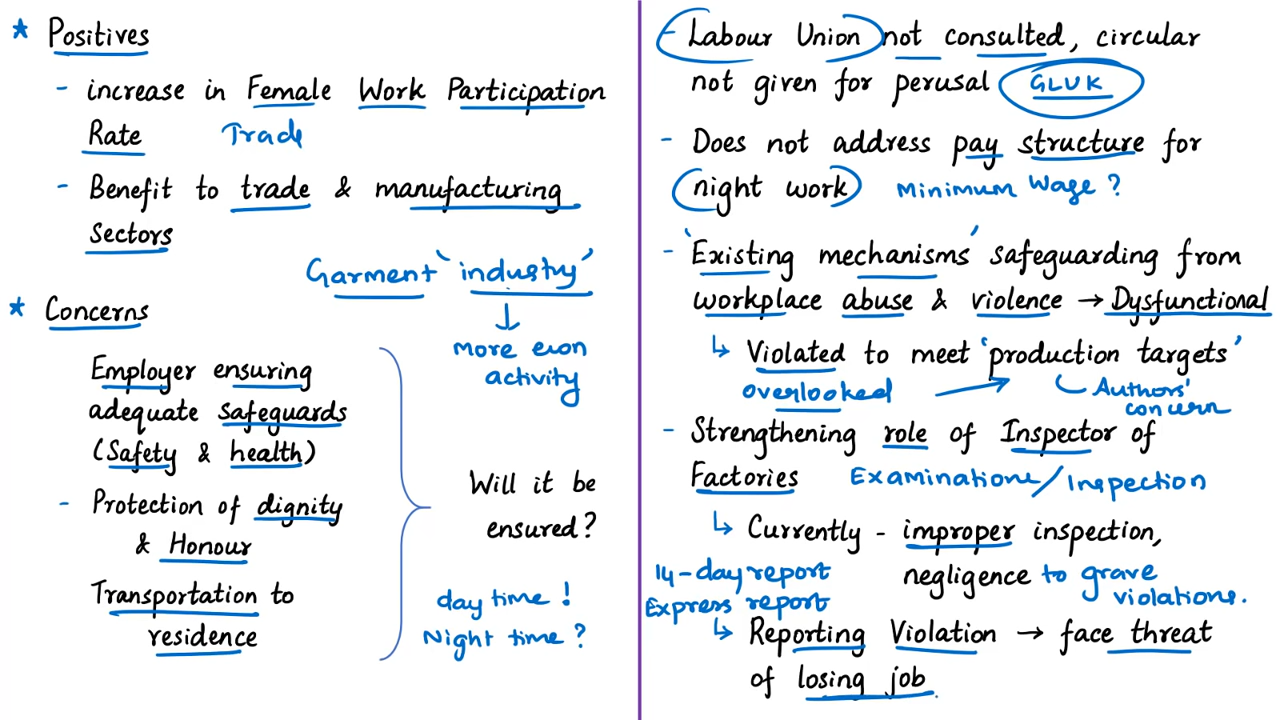 * Positives
- increase in Female Work Participation
Rate Trade
- Benefit to trade & manufacturing
Sectors
Garment 'industry'
↓
More econ
activity
* Concerns
Employer ensuring
adequate safeguards
(Safety & health)
- Protection of dignity
& Honour
Transportation to
residence
Will it be
ensured?
day time !
Night time ?
- Labour Union not consulted, circular
not given for perusal GLUK
- Does not address pay structure for
night work Minimum Wage ?
- 'Existing mechanisms' safeguarding from
workplace abuse & violence → Dysfunctional
↳ Violated to meet 'production targets'
overlooked → Authors'
concern
- Strengthening role of Inspector of
Factories Examinations/Inspection
↳ Currently - improper inspection,
negligence to grave
violations.
14-day report
Express report
↳ Reporting Violation → face threat
of losing job